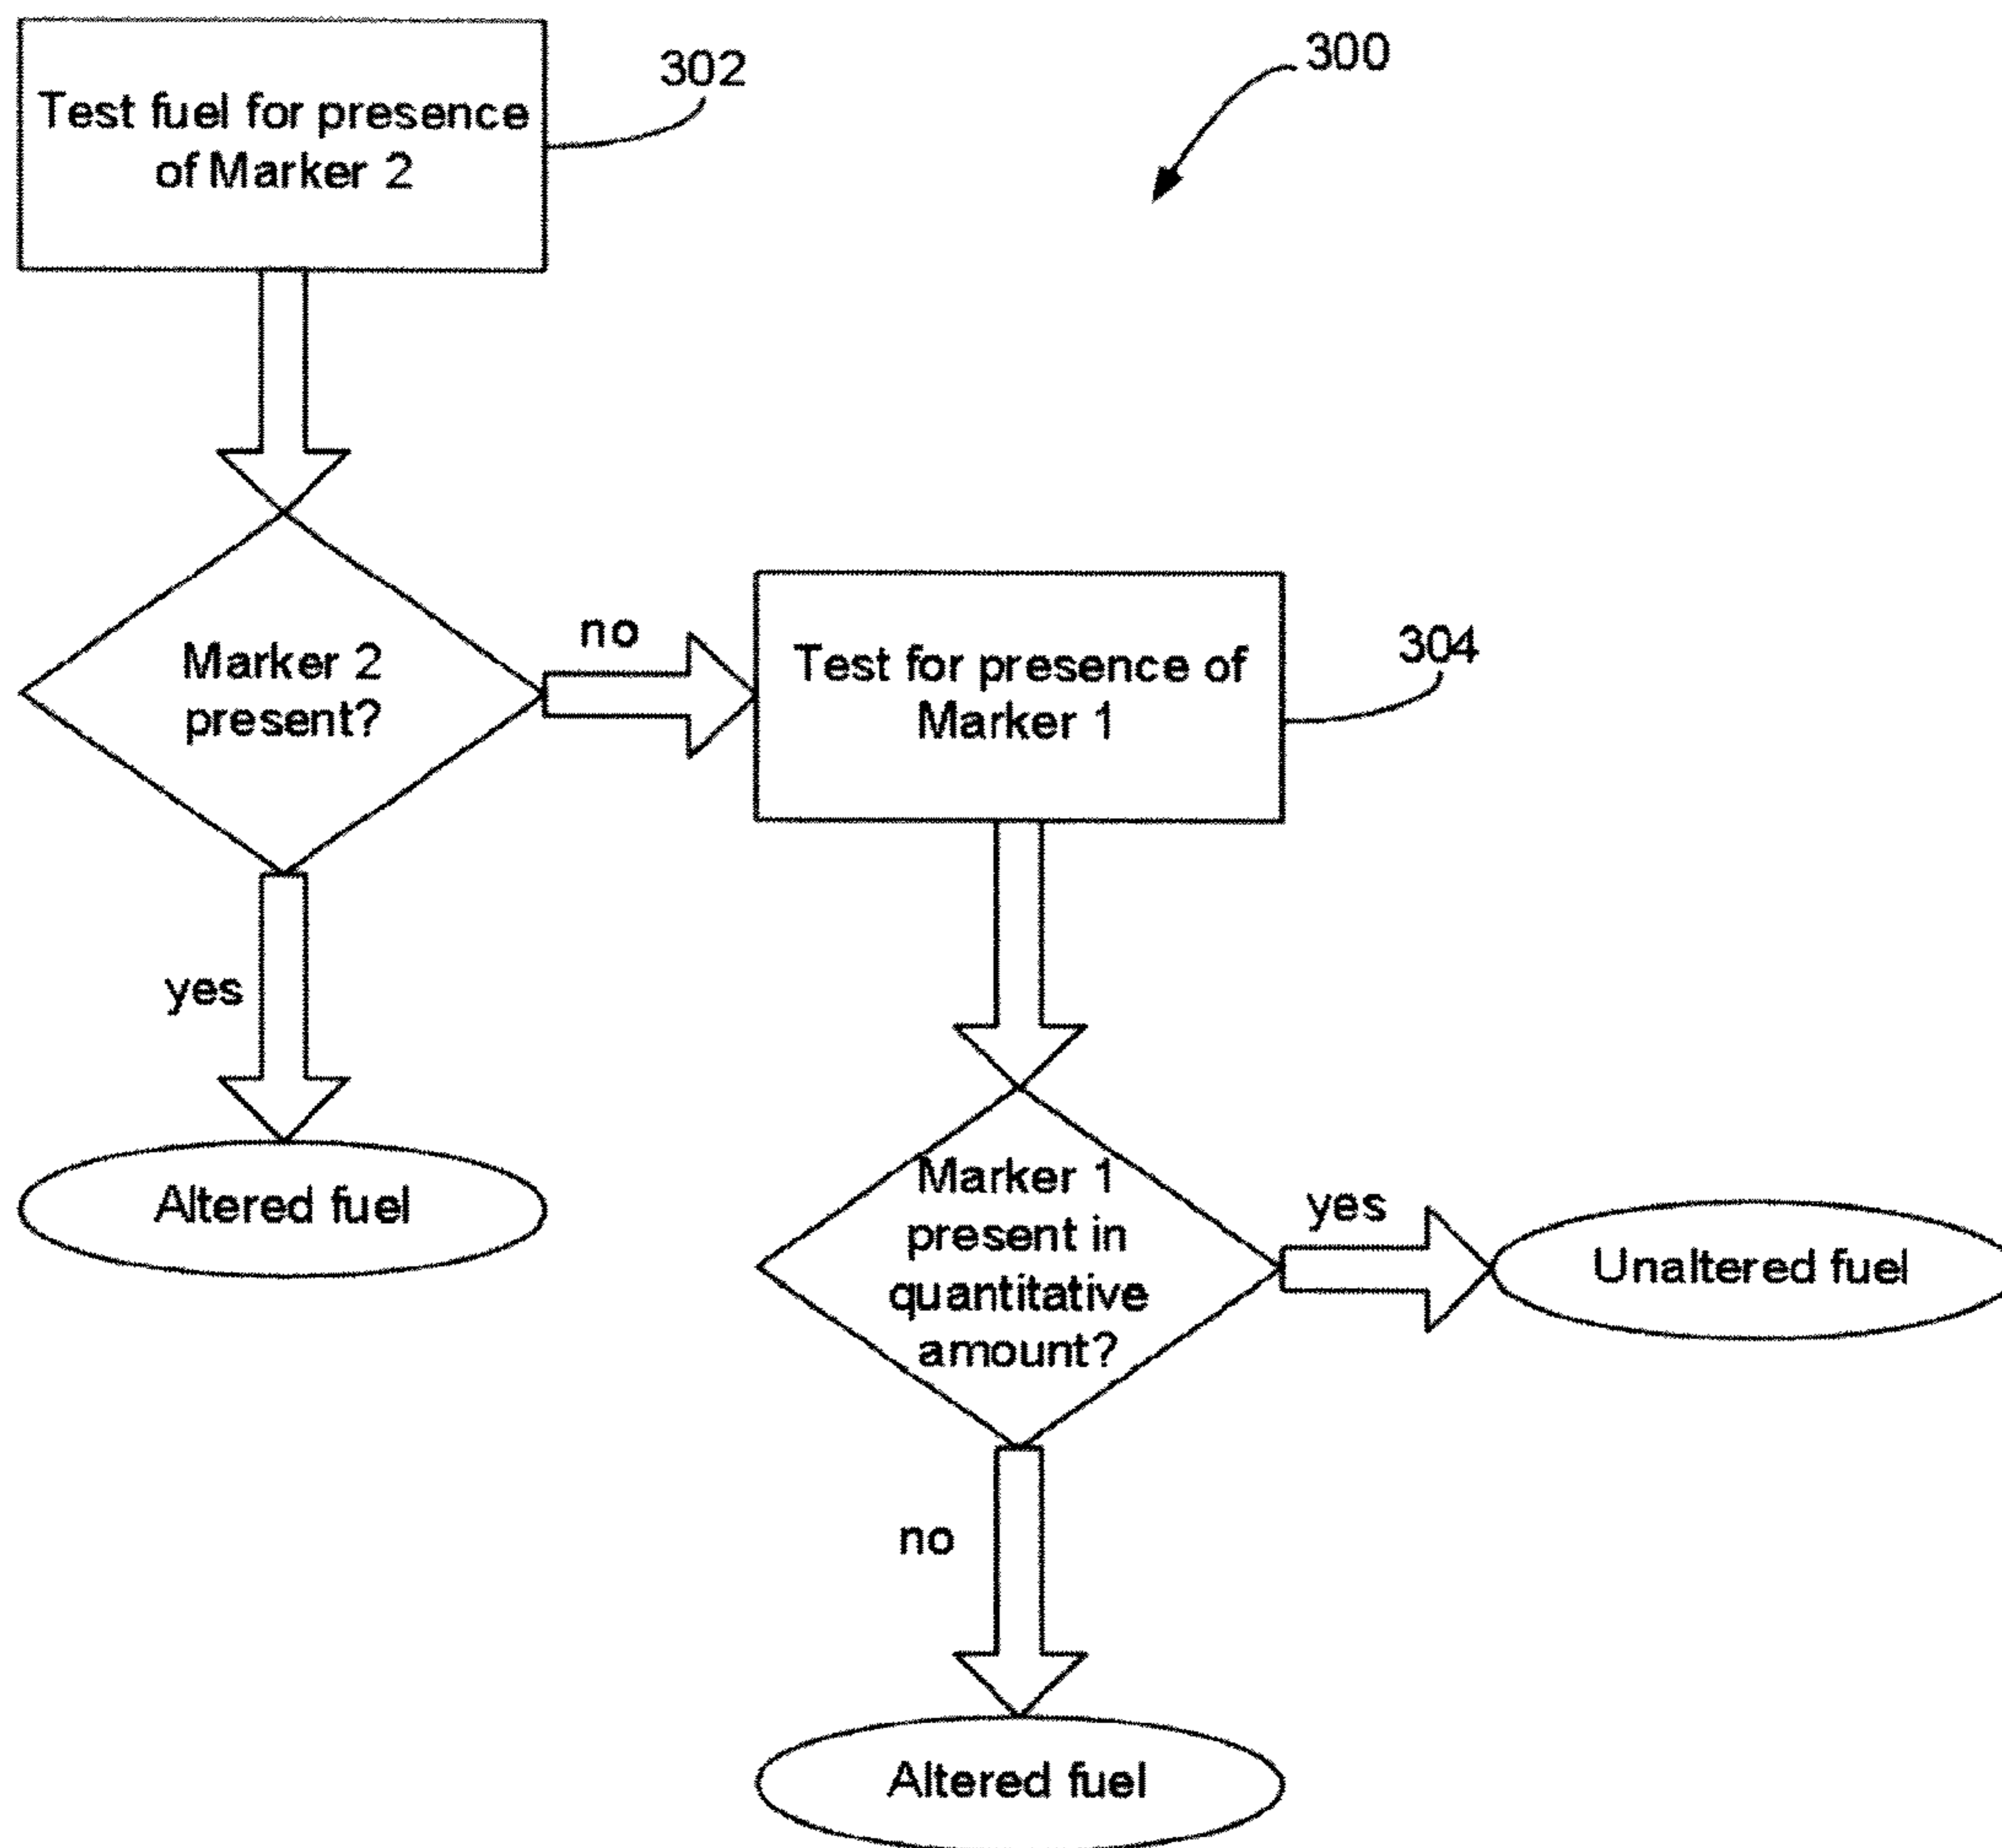 Test fuel for presence
of Marker 2
302
300
Marker 2
present?
no
Test for presence of
Marker 1
304
yes
Altered fuel
Marker 1
present in
quantitative
amount?
yes
Unaltered fuel
no
Altered fuel